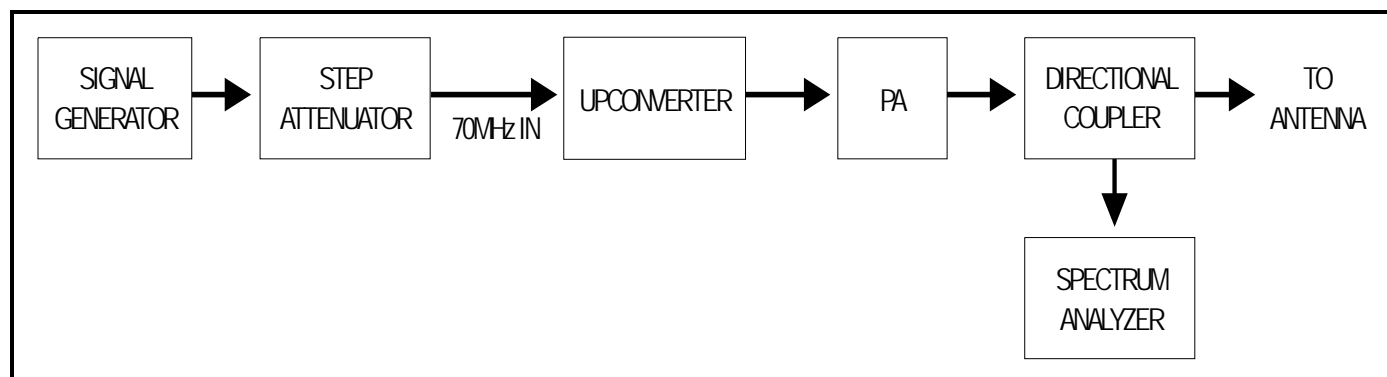 SIGNAL
GENERATOR
STEP
ATTENUATOR
70MHz IN
UPCONVERTER
PA
DIRECTIONAL
COUPLER
TO
ANTENNA
SPECTRUM
ANALYZER